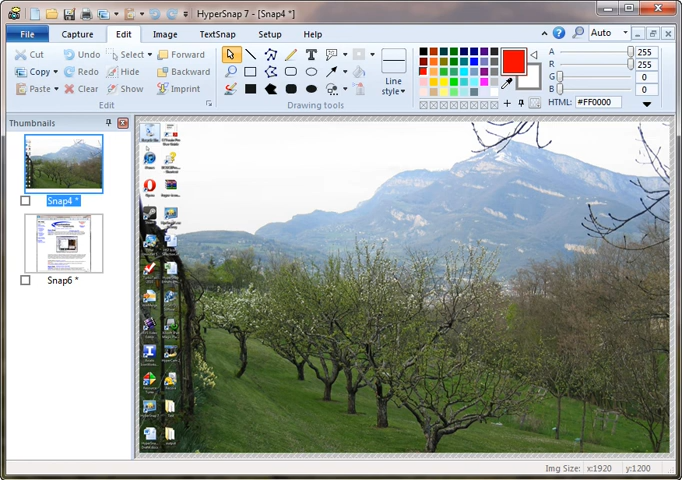 HyperSnap 7 - [Snap4 *]
File Capture Edit Image TextSnap Setup Help Auto
Cut Undo Select Forward
Copy Redo Hide Backward
Paste Clear Show Imprint
Line style
Edit Drawing tools
A 255
R 255
G 0
B 0
HTML: #FF0000
Thumbnails
Snap4 *
Snap6 *
Img Size: x:1920 y:1200